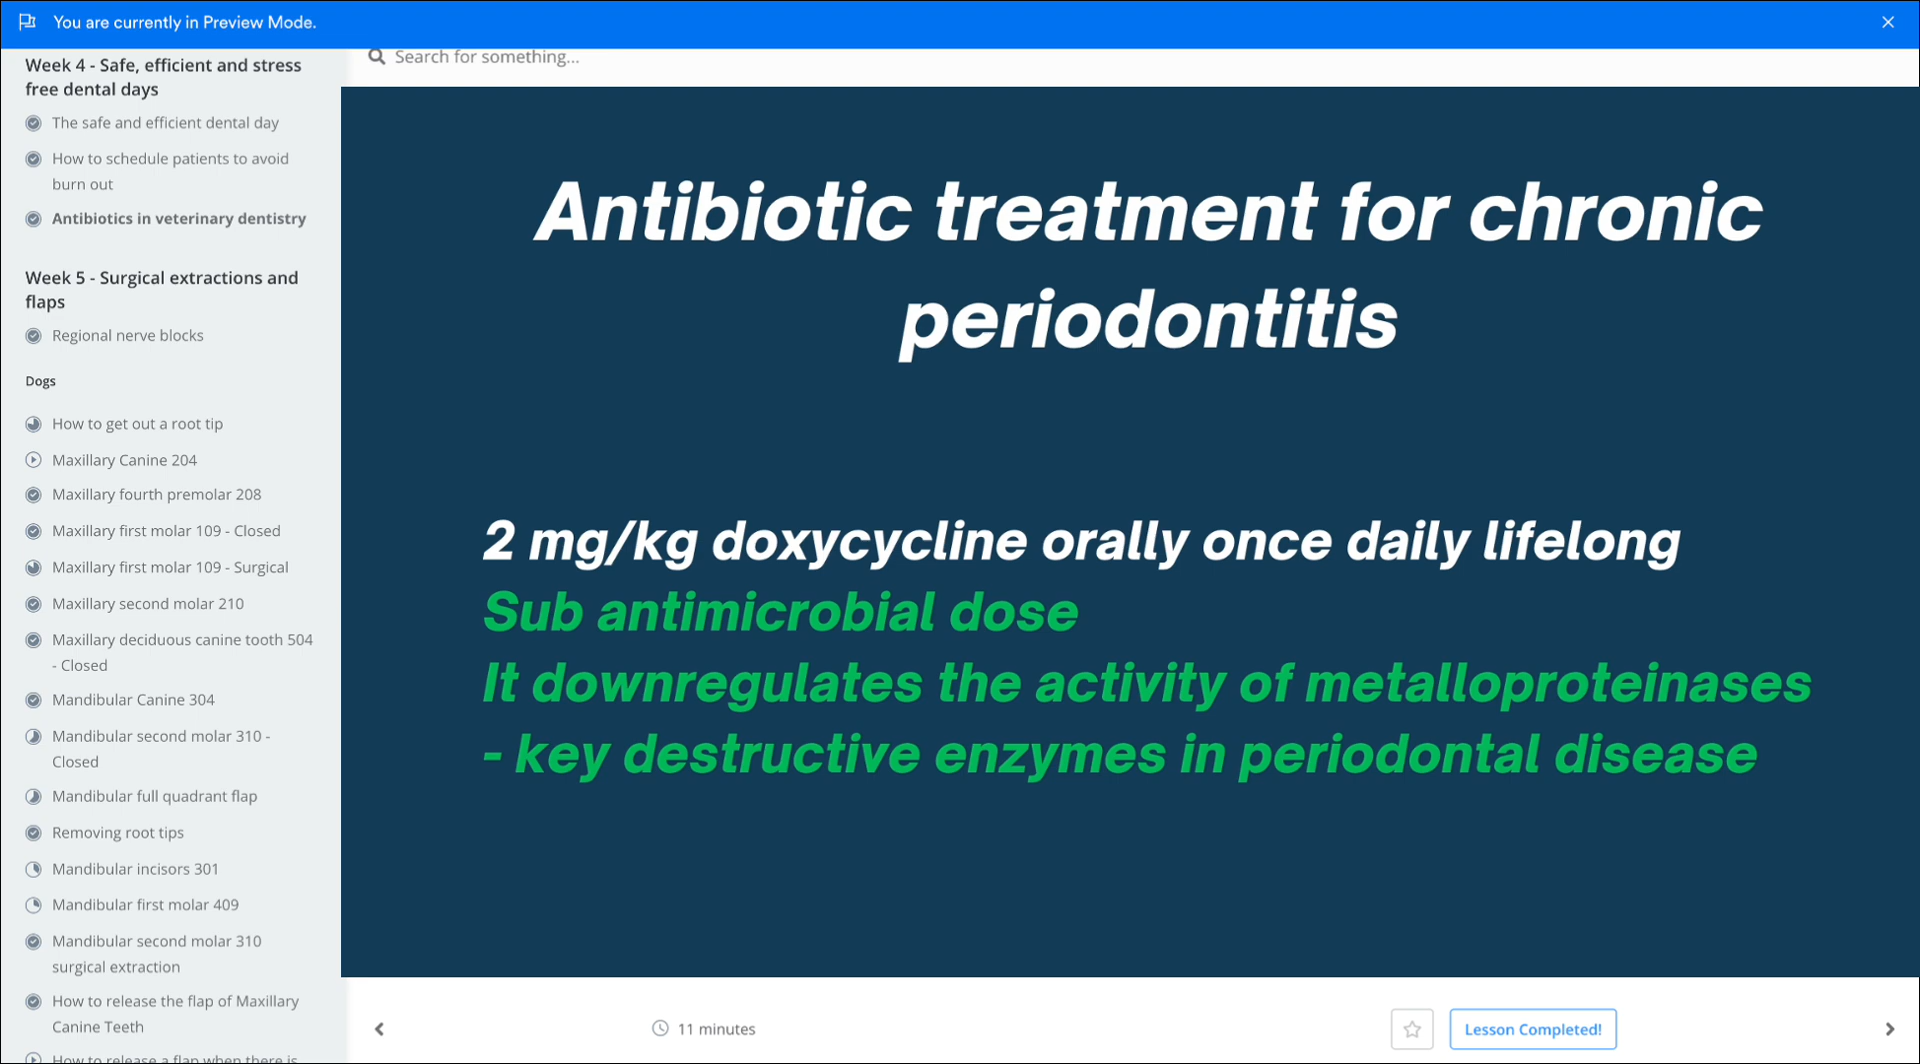 You are currently in Preview Mode.
Search for something...
Week 4 - Safe, efficient and stress
free dental days
The safe and efficient dental day
How to schedule patients to avoid
burn out
Antibiotics in veterinary dentistry
Week 5 - Surgical extractions and
flaps
Regional nerve blocks
Dogs
How to get out a root tip
Maxillary Canine 204
Maxillary fourth premolar 208
Maxillary first molar 109 - Closed
Maxillary first molar 109 - Surgical
Maxillary second molar 210
Maxillary deciduous canine tooth 504
- Closed
Mandibular Canine 304
Mandibular second molar 310 -
Closed
Mandibular full quadrant flap
Removing root tips
Mandibular incisors 301
Mandibular first molar 409
Mandibular second molar 310
surgical extraction
How to release the flap of Maxillary
Canine Teeth
How to release a flap when there is
Antibiotic treatment for chronic
periodontitis
2 mg/kg doxycycline orally once daily lifelong
Sub antimicrobial dose
It downregulates the activity of metalloproteinases
- key destructive enzymes in periodontal disease
11 minutes
Lesson Completed!